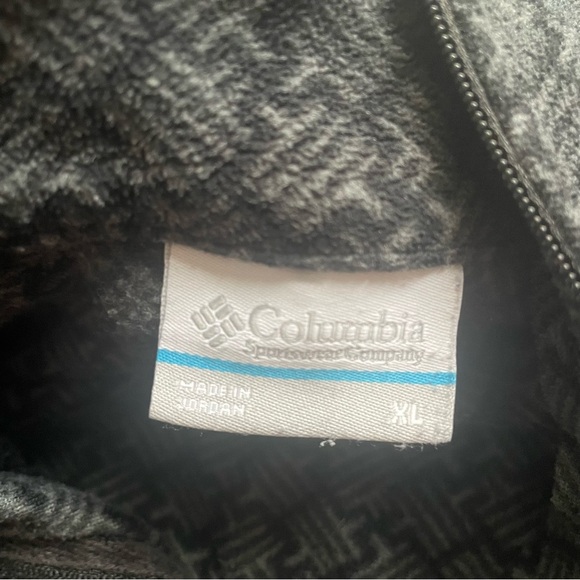 Columbia
Sportswear Company
MADE IN
JORDAN
XL